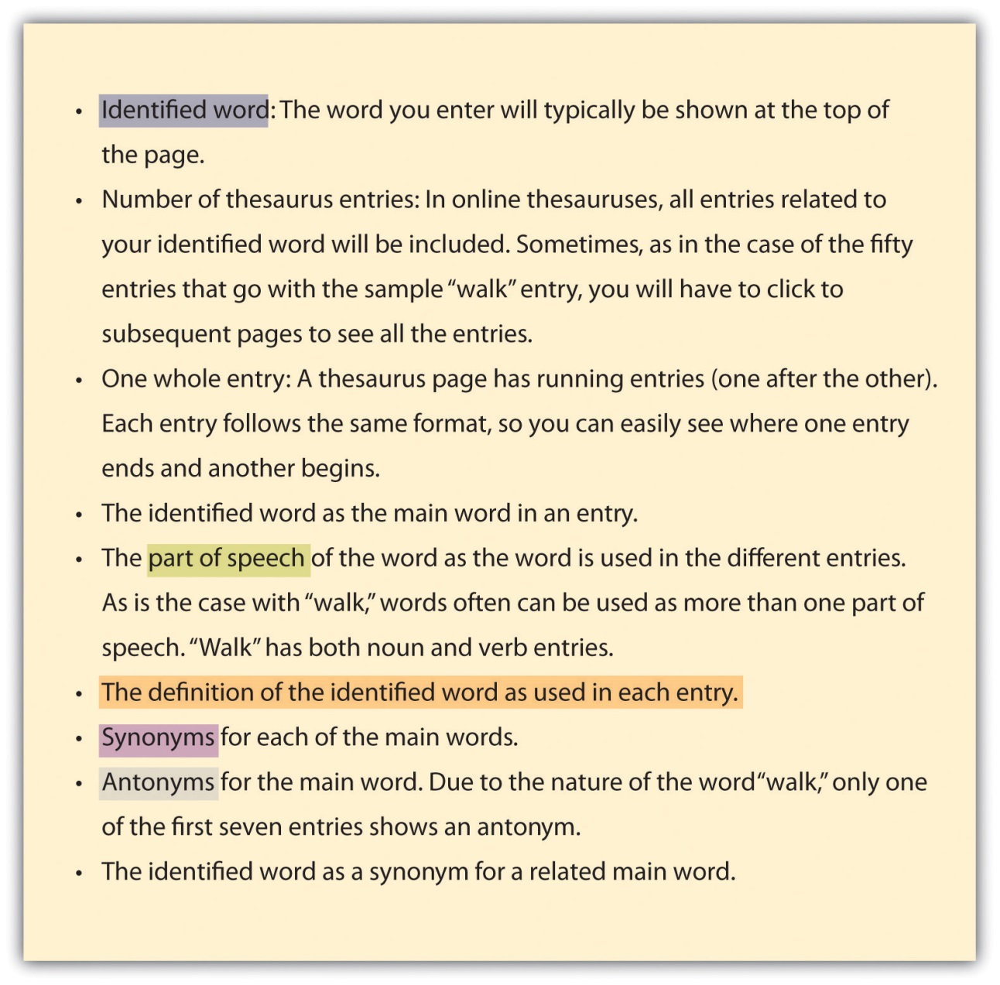 • Identified word: The word you enter will typically be shown at the top of
the page.
• Number of thesaurus entries: In online thesauruses, all entries related to
your identified word will be included. Sometimes, as in the case of the fifty
entries that go with the sample “walk” entry, you will have to click to
subsequent pages to see all the entries.
• One whole entry: A thesaurus page has running entries (one after the other).
Each entry follows the same format, so you can easily see where one entry
ends and another begins.
• The identified word as the main word in an entry.
• The part of speech of the word as the word is used in the different entries.
As is the case with “walk,” words often can be used as more than one part of
speech. “Walk” has both noun and verb entries.
• The definition of the identified word as used in each entry.
• Synonyms for each of the main words.
• Antonyms for the main word. Due to the nature of the word “walk,” only one
of the first seven entries shows an antonym.
• The identified word as a synonym for a related main word.